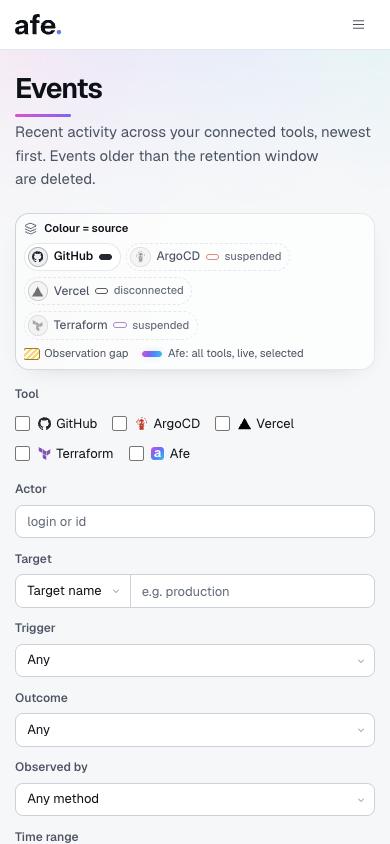 afe.
Events
Recent activity across your connected tools, newest
first. Events older than the retention window
are deleted.
Colour = source
GitHub ArgoCD suspended
Vercel disconnected
Terraform suspended
Observation gap Afe: all tools, live, selected
Tool
GitHub ArgoCD Vercel
Terraform a Afe
Actor
login or id
Target
Target name e.g. production
Trigger
Any
Outcome
Any
Observed by
Any method
Time range